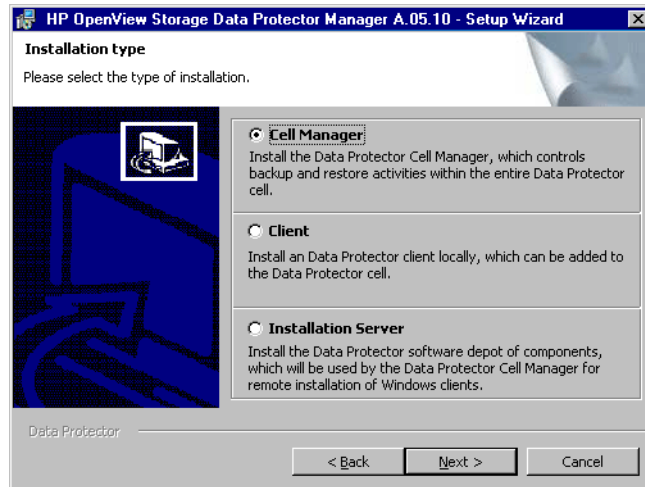 HP OpenView Storage Data Protector Manager A.05.10 - Setup Wizard
Installation type
Please select the type of installation.
Cell Manager
Install the Data Protector Cell Manager, which controls
backup and restore activities within the entire Data Protector
cell.
Client
Install an Data Protector client locally, which can be added to
the Data Protector cell.
Installation Server
Install the Data Protector software depot of components,
which will be used by the Data Protector Cell Manager for
remote installation of Windows clients.
Data Protector
< Back Next > Cancel